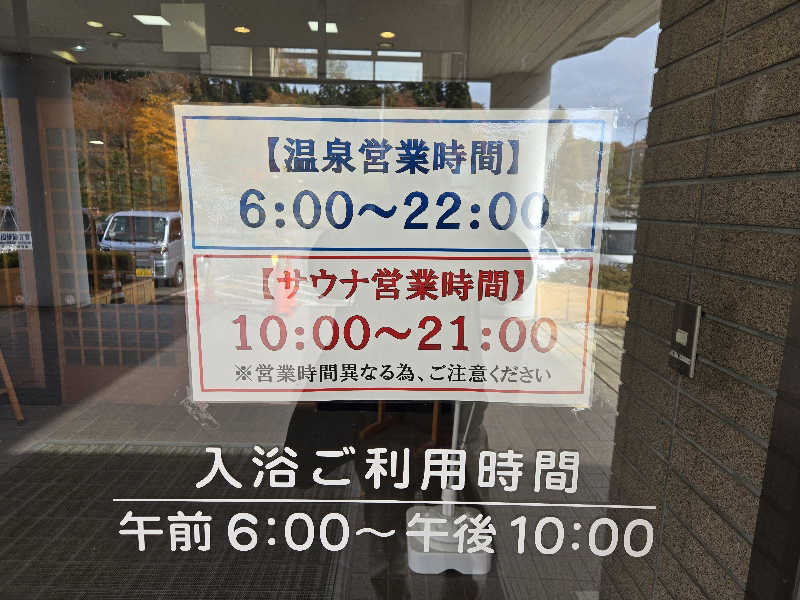 【温泉営業時間】
6:00〜22:00
【サウナ営業時間】
10:00〜21:00
※営業時間異なる為、ご注意ください
入浴ご利用時間
午前6:00〜午後10:00